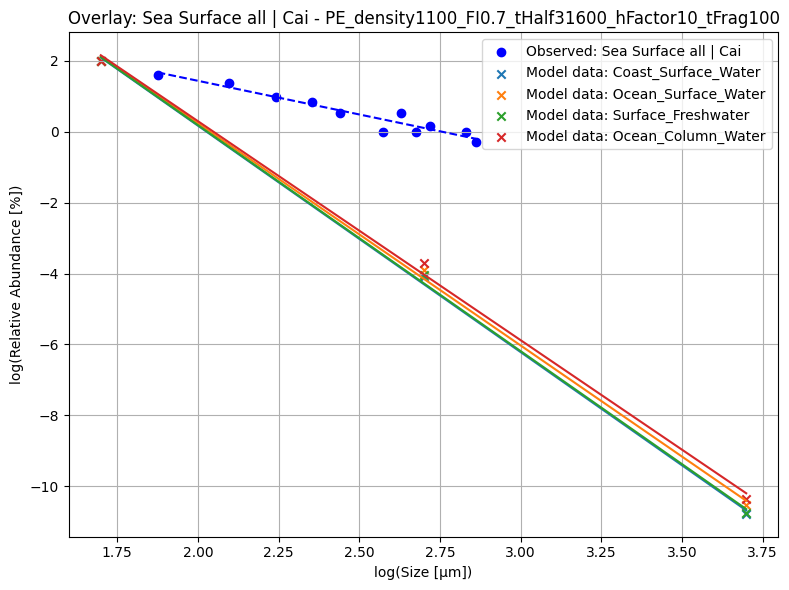 Overlay: Sea Surface all | Cai - PE_density1100_FI0.7_tHalf31600_hFactor10_tFrag100
Observed: Sea Surface all | Cai
Model data: Coast_Surface_Water
Model data: Ocean_Surface_Water
Model data: Surface_Freshwater
Model data: Ocean_Column_Water
log(Relative Abundance [%])
2
0
−2
−4
−6
−8
−10
1.75 2.00 2.25 2.50 2.75 3.00 3.25 3.50 3.75
log(Size [µm])